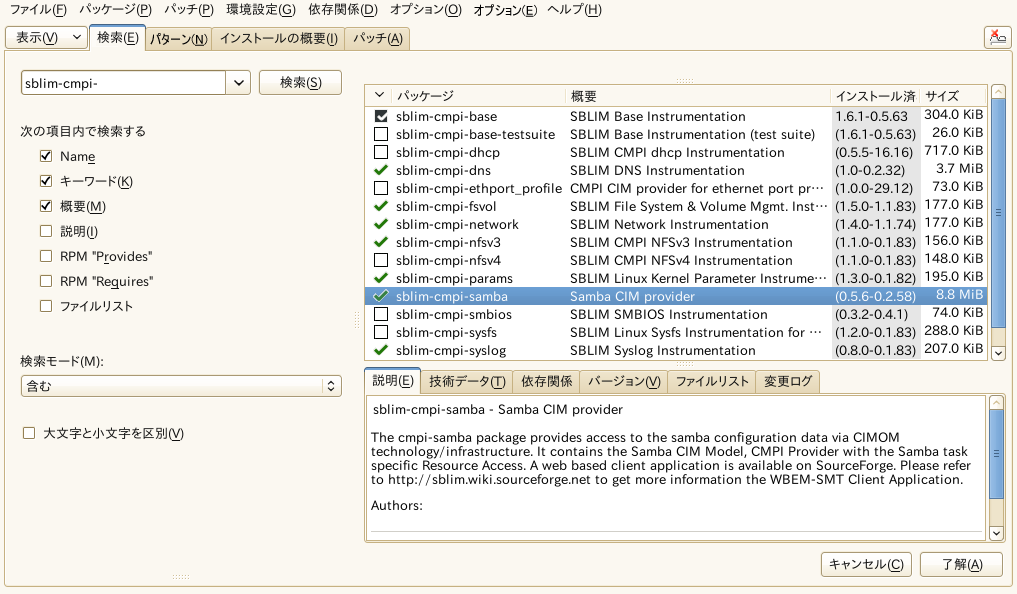 ファイル(F) パッケージ(P) パッチ(P) 環境設定(G) 依存関係(D) オプション(O) オプション(E) ヘルプ(H)
表示(V) 検索(E) パターン(N) インストールの概要(I) パッチ(A)
sblim-cmpi- 検索(S)
次の項目内で検索する
Name
キーワード(K)
概要(M)
説明(I)
RPM "Provides"
RPM "Requires"
ファイルリスト
検索モード(M):
含む
大文字と小文字を区別(V)
パッケージ 概要 インストール済 サイズ
sblim-cmpi-base SBLIM Base Instrumentation 1.6.1-0.5.63 304.0 KiB
sblim-cmpi-base-testsuite SBLIM Base Instrumentation (test suite) (1.6.1-0.5.63) 26.0 KiB
sblim-cmpi-dhcp SBLIM CMPI dhcp Instrumentation (0.5.5-16.16) 717.0 KiB
sblim-cmpi-dns SBLIM DNS Instrumentation (1.0-0.2.32) 3.7 MiB
sblim-cmpi-ethport_profile CMPI CIM provider for ethernet port pr… (1.0.0-29.12) 73.0 KiB
sblim-cmpi-fsvol SBLIM File System & Volume Mgmt. Inst… (1.5.0-1.1.83) 177.0 KiB
sblim-cmpi-network SBLIM Network Instrumentation (1.4.0-1.1.74) 177.0 KiB
sblim-cmpi-nfsv3 SBLIM CMPI NFSv3 Instrumentation (1.1.0-0.1.83) 156.0 KiB
sblim-cmpi-nfsv4 SBLIM CMPI NFSv4 Instrumentation (1.1.0-0.1.83) 148.0 KiB
sblim-cmpi-params SBLIM Linux Kernel Parameter Instrume… (1.3.0-0.1.82) 195.0 KiB
sblim-cmpi-samba Samba CIM provider (0.5.6-0.2.58) 8.8 MiB
sblim-cmpi-smbios SBLIM SMBIOS Instrumentation (0.3.2-0.4.1) 74.0 KiB
sblim-cmpi-sysfs SBLIM Linux Sysfs Instrumentation for … (1.2.0-0.1.83) 288.0 KiB
sblim-cmpi-syslog SBLIM Syslog Instrumentation (0.8.0-0.1.83) 207.0 KiB
説明(E) 技術データ(T) 依存関係 バージョン(V) ファイルリスト 変更ログ
sblim-cmpi-samba - Samba CIM provider
The cmpi-samba package provides access to the samba configuration data via CIMOM
technology/infrastructure. It contains the Samba CIM Model, CMPI Provider with the Samba task
specific Resource Access. A web based client application is available on SourceForge. Please refer
to http://sblim.wiki.sourceforge.net to get more information the WBEM-SMT Client Application.
Authors:
キャンセル(C) 了解(A)